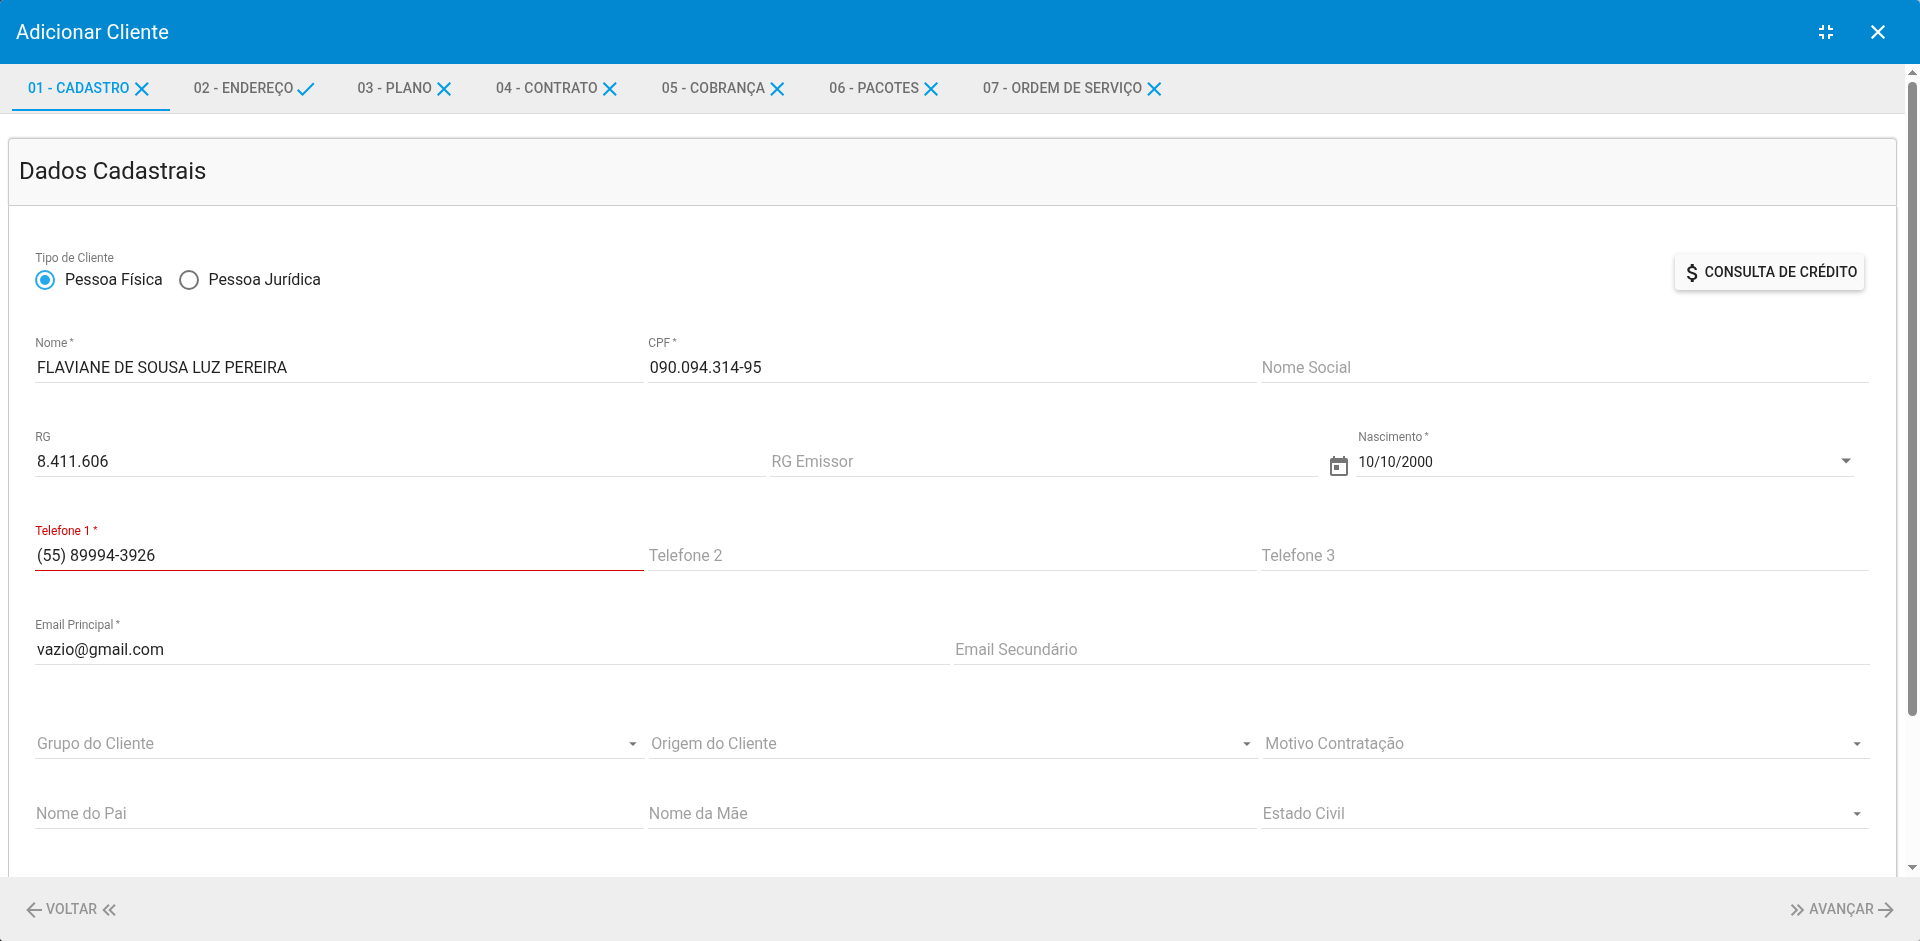 Adicionar Cliente
01 - CADASTRO 02 - ENDEREÇO 03 - PLANO 04 - CONTRATO 05 - COBRANÇA 06 - PACOTES 07 - ORDEM DE SERVIÇO
Dados Cadastrais
Tipo de Cliente
Pessoa Física Pessoa Jurídica
$ CONSULTA DE CRÉDITO
Nome * CPF *
FLAVIANE DE SOUSA LUZ PEREIRA 090.094.314-95 Nome Social
RG Nascimento *
8.411.606 RG Emissor 10/10/2000
Telefone 1 *
(55) 89994-3926 Telefone 2 Telefone 3
Email Principal *
vazio@gmail.com Email Secundário
Grupo do Cliente Origem do Cliente Motivo Contratação
Nome do Pai Nome da Mãe Estado Civil
VOLTAR AVANÇAR